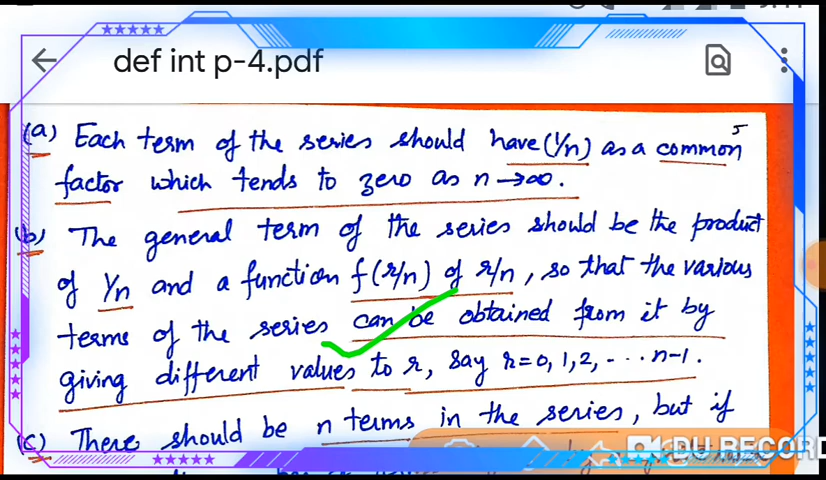 def int p-4.pdf
5
(a) Each term of the series should have (1/n) as a common
factor which tends to zero as n→∞.
(b) The general term of the series should be the product
of 1/n and a function f(r/n) of r/n, so that the various
terms of the series can be obtained from it by
giving different values to r, say r=0,1,2,----n-1.
(c) There should be n terms in the series, but if
DU RECORD